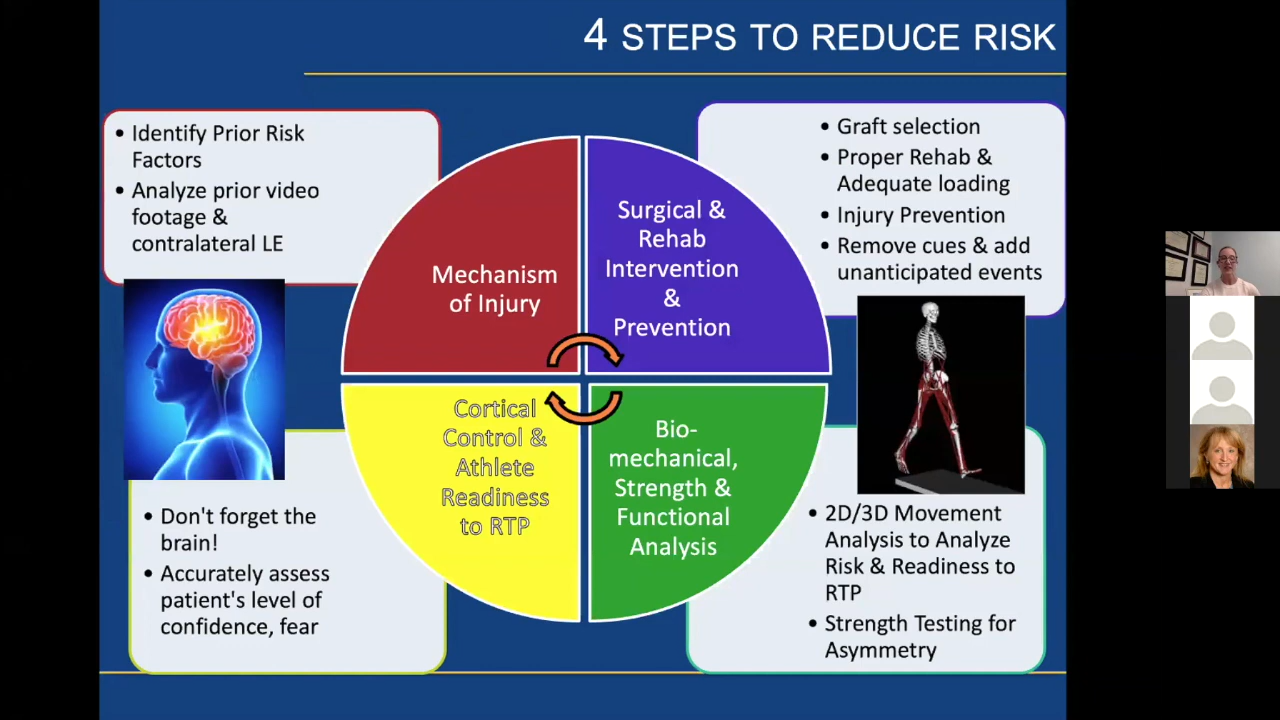 4 STEPS TO REDUCE RISK
• Identify Prior Risk
Factors
• Analyze prior video
footage &
contralateral LE
Mechanism
of Injury
Surgical &
Rehab
Intervention
&
Prevention
• Graft selection
• Proper Rehab &
Adequate loading
• Injury Prevention
• Remove cues & add
unanticipated events
Cortical
Control &
Athlete
Readiness
to RTP
• Don't forget the
brain!
• Accurately assess
patient's level of
confidence, fear
Bio-
mechanical,
Strength &
Functional
Analysis
• 2D/3D Movement
Analysis to Analyze
Risk & Readiness to
RTP
• Strength Testing for
Asymmetry